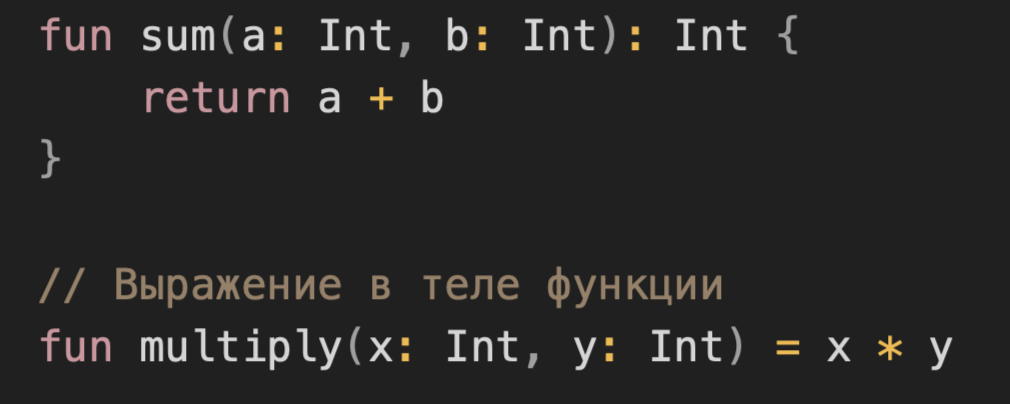 fun sum(a: Int, b: Int): Int {
    return a + b
}
// Выражение в теле функции
fun multiply(x: Int, y: Int) = x * y